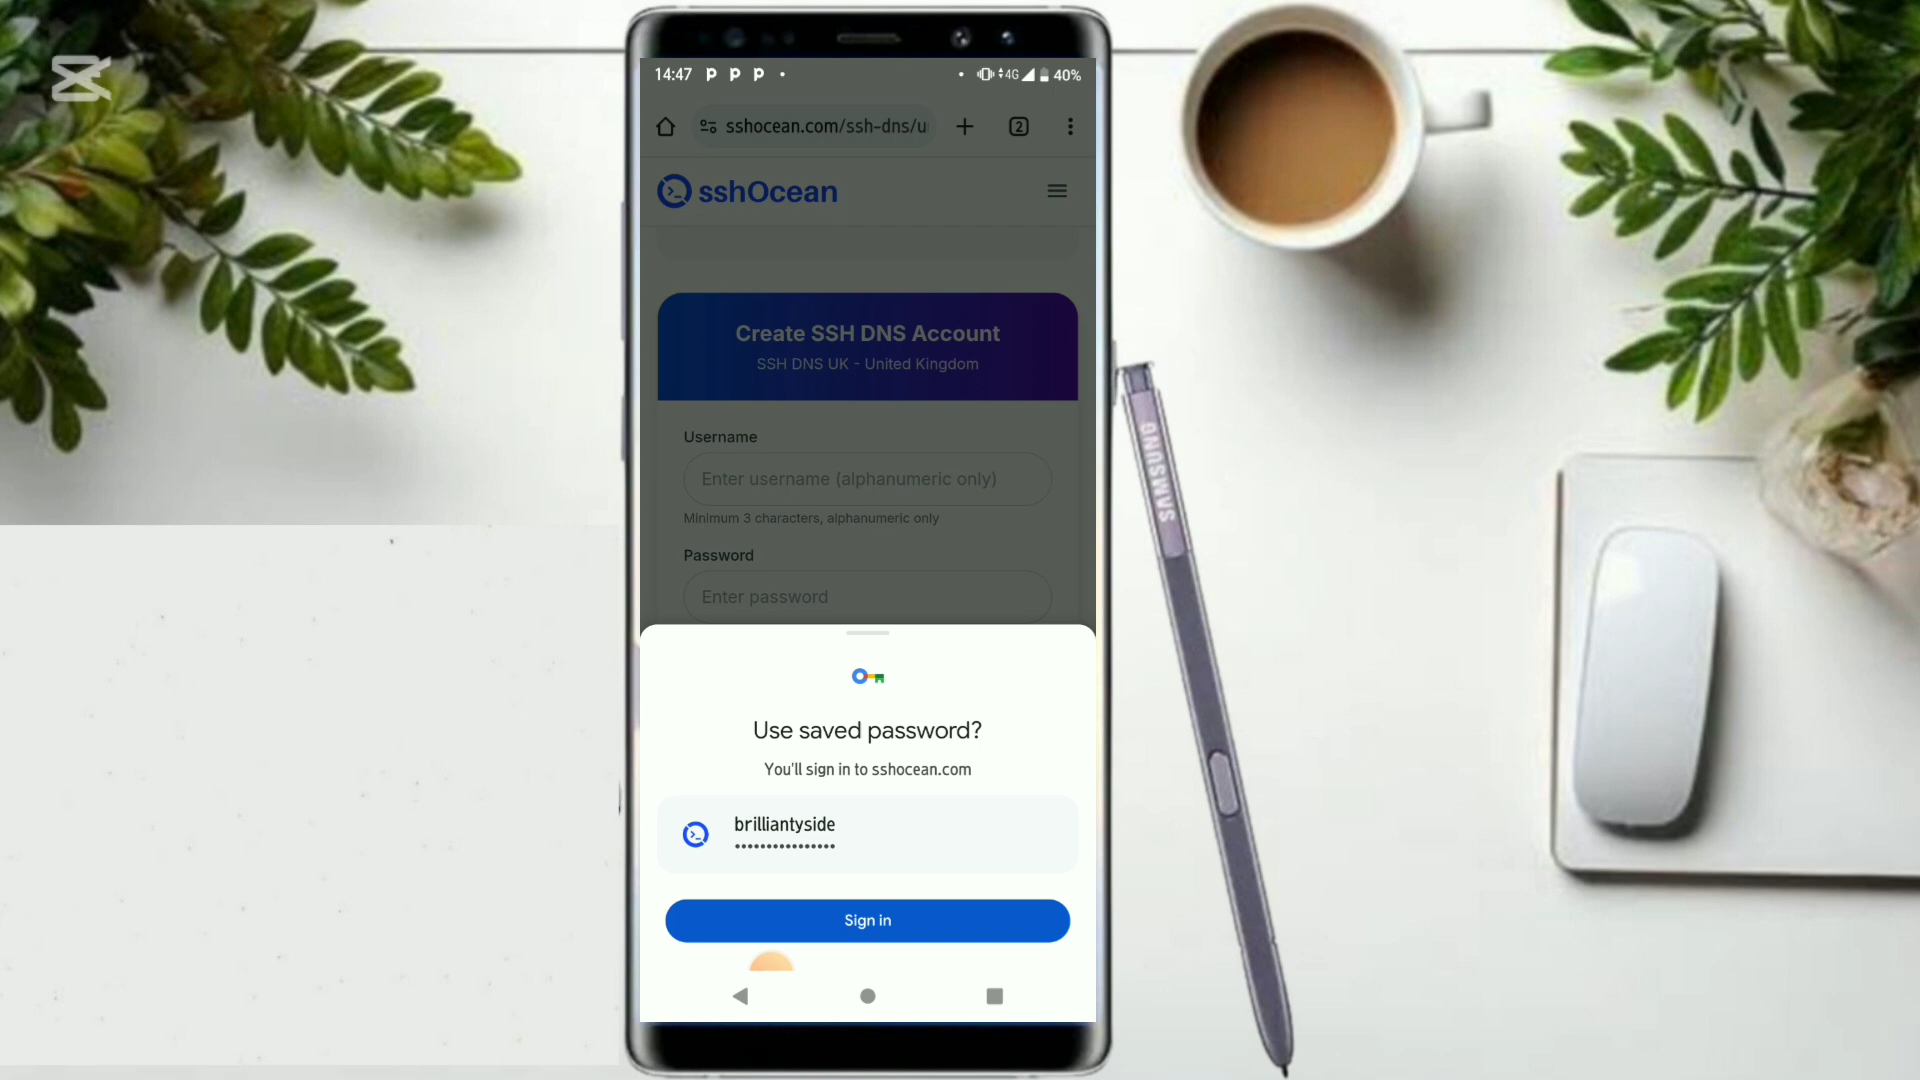 14:47
4G
40%
sshocean.com/ssh-dns/u
2
sshOcean
Create SSH DNS Account
SSH DNS UK - United Kingdom
Username
Enter username (alphanumeric only)
Minimum 3 characters, alphanumeric only
Password
Enter password
Use saved password?
You'll sign in to sshocean.com
brilliantyside
••••••••••••••••
Sign in
SAMSUNG